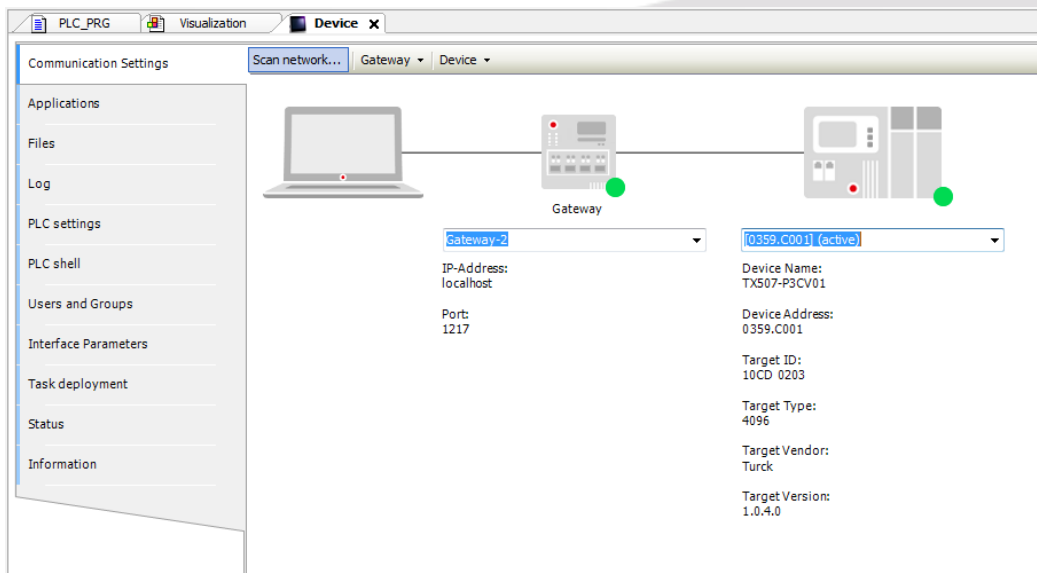 PLC_PRG Visualization Device X
Communication Settings
Scan network... Gateway Device
Applications
Files
Log
PLC settings
PLC shell
Users and Groups
Interface Parameters
Task deployment
Status
Information
Gateway
Gateway-2
IP-Address:
localhost
Port:
1217
[0359.C001] (active)
Device Name:
TX507-P3CV01
Device Address:
0359.C001
Target ID:
10CD 0203
Target Type:
4096
Target Vendor:
Turck
Target Version:
1.0.4.0